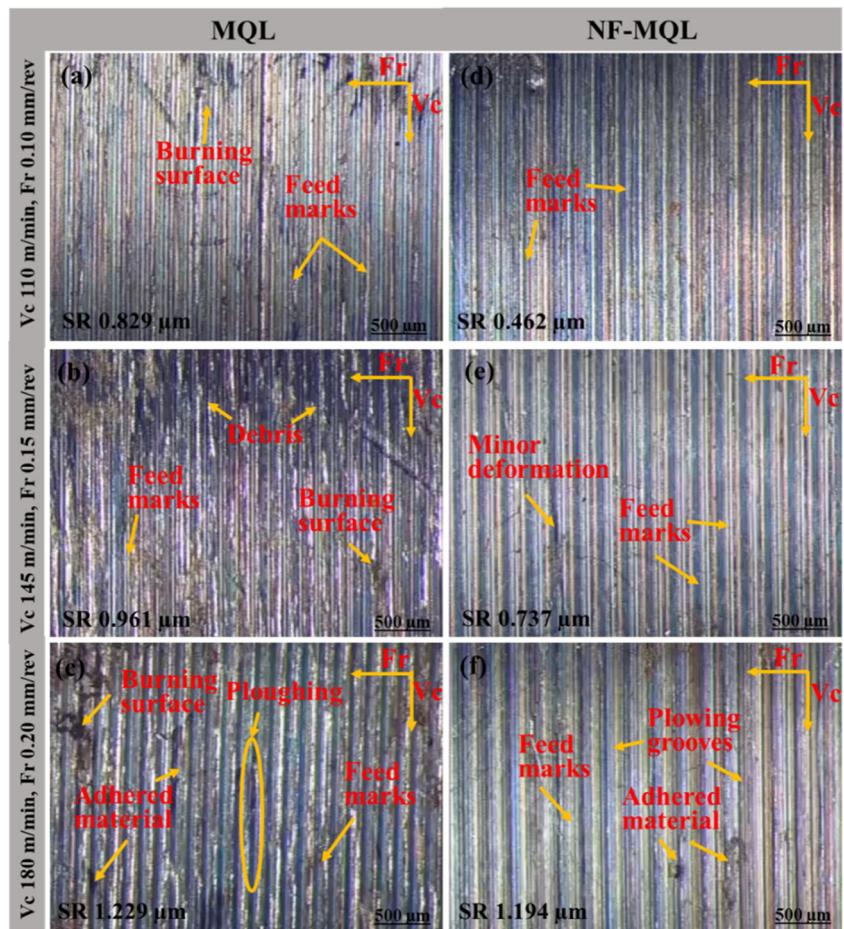 MQL
NF-MQL
Vc 110 m/min, Fr 0.10 mm/rev
(a)
Fr
Vc
Burning
surface
Feed
marks
SR 0.829 µm
500 µm
(d)
Fr
Vc
Feed
marks
SR 0.462 µm
500 µm
Vc 145 m/min, Fr 0.15 mm/rev
(b)
Fr
Vc
Debris
Feed
marks
Burning
surface
SR 0.961 µm
500 µm
(e)
Fr
Vc
Minor
deformation
Feed
marks
SR 0.737 µm
500 µm
Vc 180 m/min, Fr 0.20 mm/rev
(c)
Fr
Vc
Burning
surface
Ploughing
Adhered
material
Feed
marks
SR 1.229 µm
500 µm
(f)
Fr
Vc
Plowing
grooves
Feed
marks
Adhered
material
SR 1.194 µm
500 µm